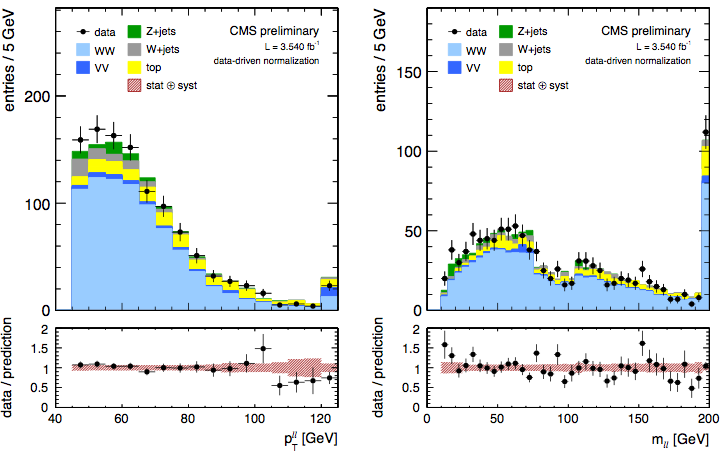 entries / 5 GeV
200
100
0
data
WW
VV
Z+jets
W+jets
top
stat ⊕ syst
CMS preliminary
L = 3.540 fb⁻¹
data-driven normalization
data / prediction
2
1.5
1
0.5
0
40 60 80 100 120
p_T^ll [GeV]
entries / 5 GeV
150
100
50
0
data
WW
VV
Z+jets
W+jets
top
stat ⊕ syst
CMS preliminary
L = 3.540 fb⁻¹
data-driven normalization
data / prediction
2
1.5
1
0.5
0
0 50 100 150 200
m_ll [GeV]